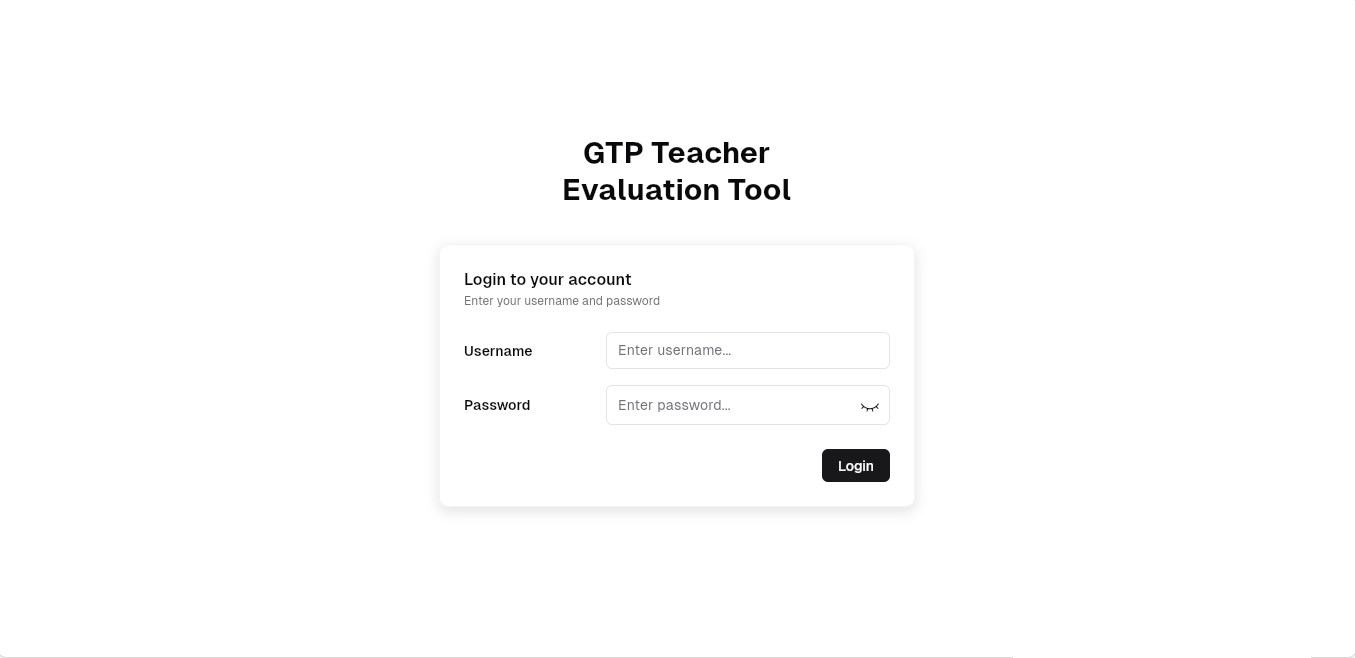 GTP Teacher
Evaluation Tool
Login to your account
Enter your username and password
Username
Enter username...
Password
Enter password...
Login